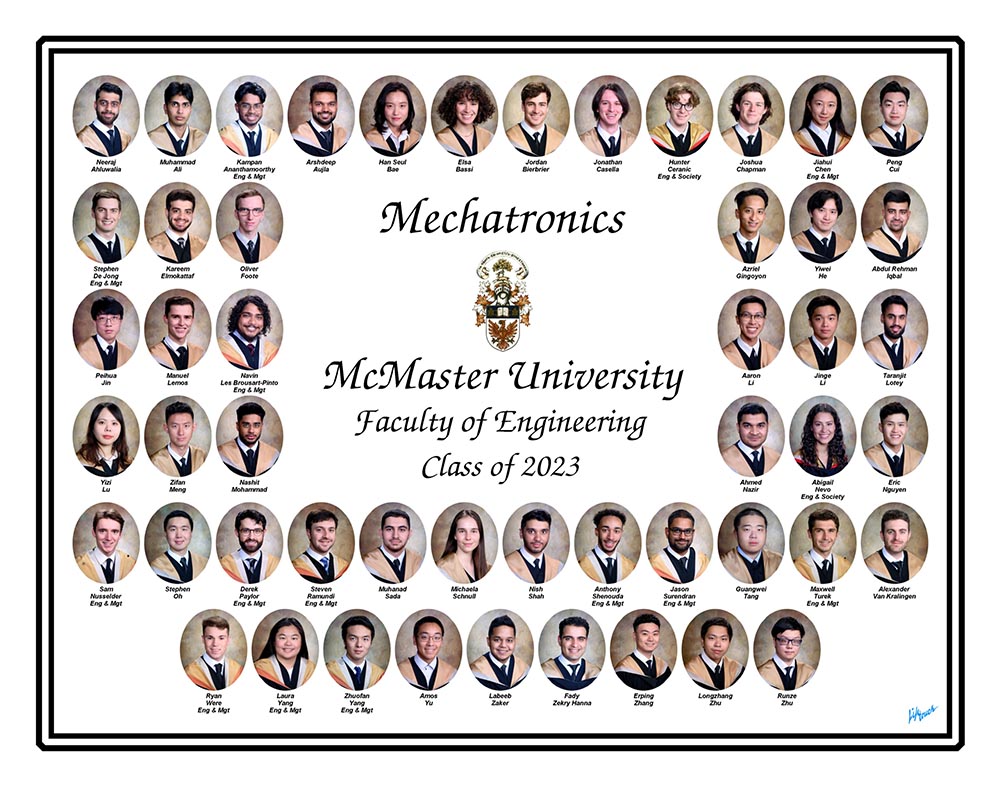 Neeraj
Ahluwalia
Muhammad
Ali
Kampan
Ananthamoorthy
Eng & Mgt
Arshdeep
Aujla
Han Seul
Bae
Elsa
Bassi
Jordan
Bierbrier
Jonathan
Casella
Hunter
Ceranic
Eng & Society
Joshua
Chapman
Jiahui
Chen
Eng & Mgt
Peng
Cui
Mechatronics
Stephen
De Jong
Eng & Mgt
Kareem
Elmokattaf
Oliver
Foote
Azriel
Gingoyon
Yiwei
He
Abdul Rehman
Iqbal
Peihua
Jin
Manuel
Lemos
Navin
Les Brousart-Pinto
Eng & Mgt
Aaron
Li
Jinge
Li
Taranjit
Lotey
McMaster University
Faculty of Engineering
Class of 2023
Yizi
Lu
Zifan
Meng
Nashit
Mohammad
Ahmed
Nazir
Abigail
Nevo
Eng & Society
Eric
Nguyen
Sam
Nusselder
Eng & Mgt
Stephen
Oh
Derek
Paylor
Eng & Mgt
Steven
Ramundi
Eng & Mgt
Muhanad
Sada
Michaela
Schnull
Nish
Shah
Anthony
Shenouda
Eng & Mgt
Jason
Surendran
Eng & Mgt
Guangwei
Tang
Maxwell
Turek
Eng & Mgt
Alexander
Van Kralingen
Ryan
Were
Eng & Mgt
Laura
Yang
Eng & Mgt
Zhuofan
Yang
Eng & Mgt
Amos
Yu
Labeeb
Zaker
Fady
Zekry Hanna
Erping
Zhang
Longzhang
Zhu
Runze
Zhu